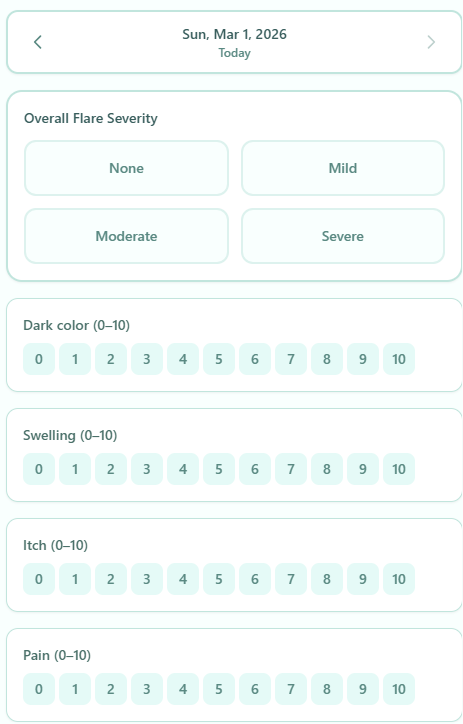 Sun, Mar 1, 2026
Today
Overall Flare Severity
None Mild
Moderate Severe
Dark color (0–10)
0 1 2 3 4 5 6 7 8 9 10
Swelling (0–10)
0 1 2 3 4 5 6 7 8 9 10
Itch (0–10)
0 1 2 3 4 5 6 7 8 9 10
Pain (0–10)
0 1 2 3 4 5 6 7 8 9 10